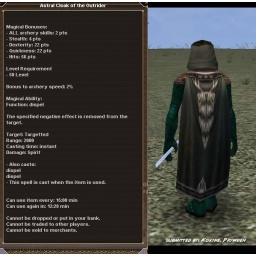 Astral Cloak of the Outrider
Magical Bonuses:
- ALL archery skills: 2 pts
- Stealth: 4 pts
- Dexterity: 22 pts
- Quickness: 22 pts
- Hits: 68 pts
Level Requirement
- 60 Level
Bonus to archery speed: 2%
Magical Ability:
Function: dispel
The specified negative effect is removed from the
target.
Target: Targetted
Range: 2000
Casting time: instant
Damage: Spirit
- Also casts:
dispel
dispel
- This spell is cast when the item is used.
Can use item every: 15:00 min
Can use again in: 12:20 min
Cannot be dropped or put in your bank.
Cannot be traded to other players.
Cannot be sold to merchants.
Submitted by: Roxine, Prydwen